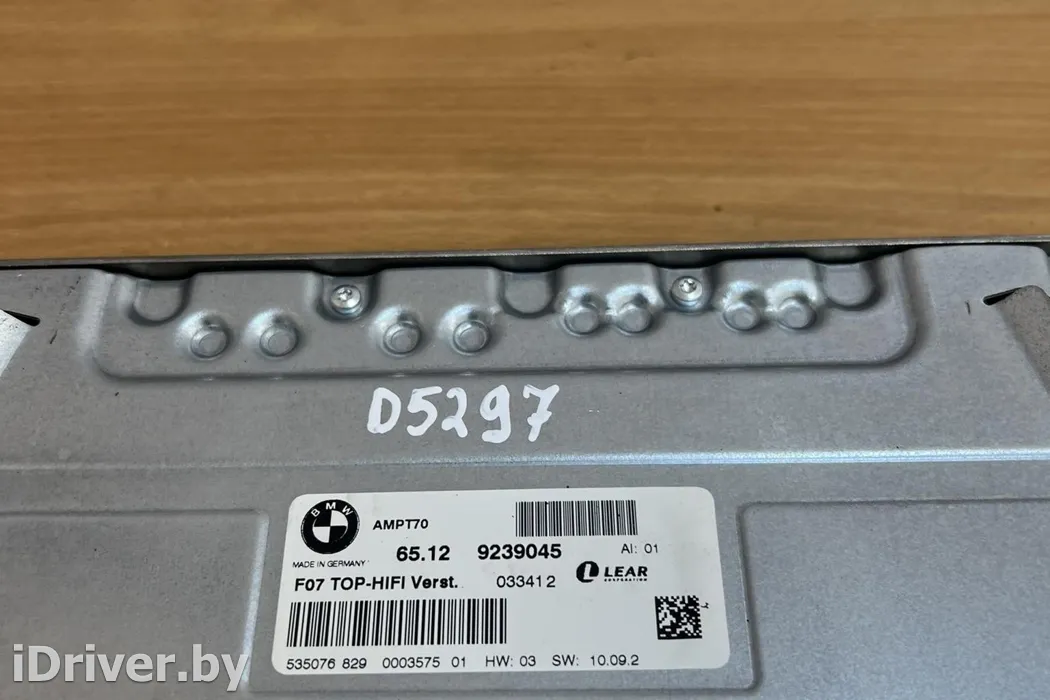 D5297
BMW
AMPT70
65.12 9239045 AI: 01
MADE IN GERMANY
F07 TOP-HIFI Verst. 033412 LEAR
CORPORATION
535076 829 0003575 01 HW: 03 SW: 10.09.2
iDriver.by